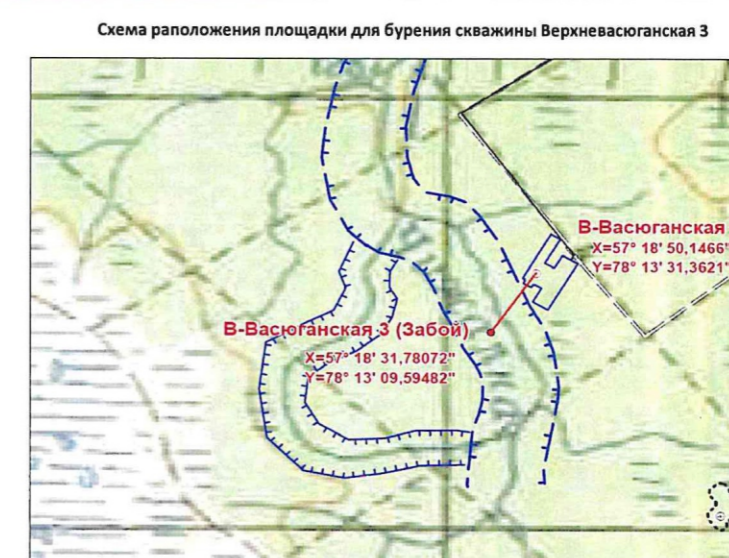 Схема раположения площадки для бурения скважины Верхневасюганская 3
В-Васюганская
X=57° 18' 50,1466"
Y=78° 13' 31,3621"
В-Васюганская 3 (Забой)
X=57° 18' 31,78072"
Y=78° 13' 09,59482"